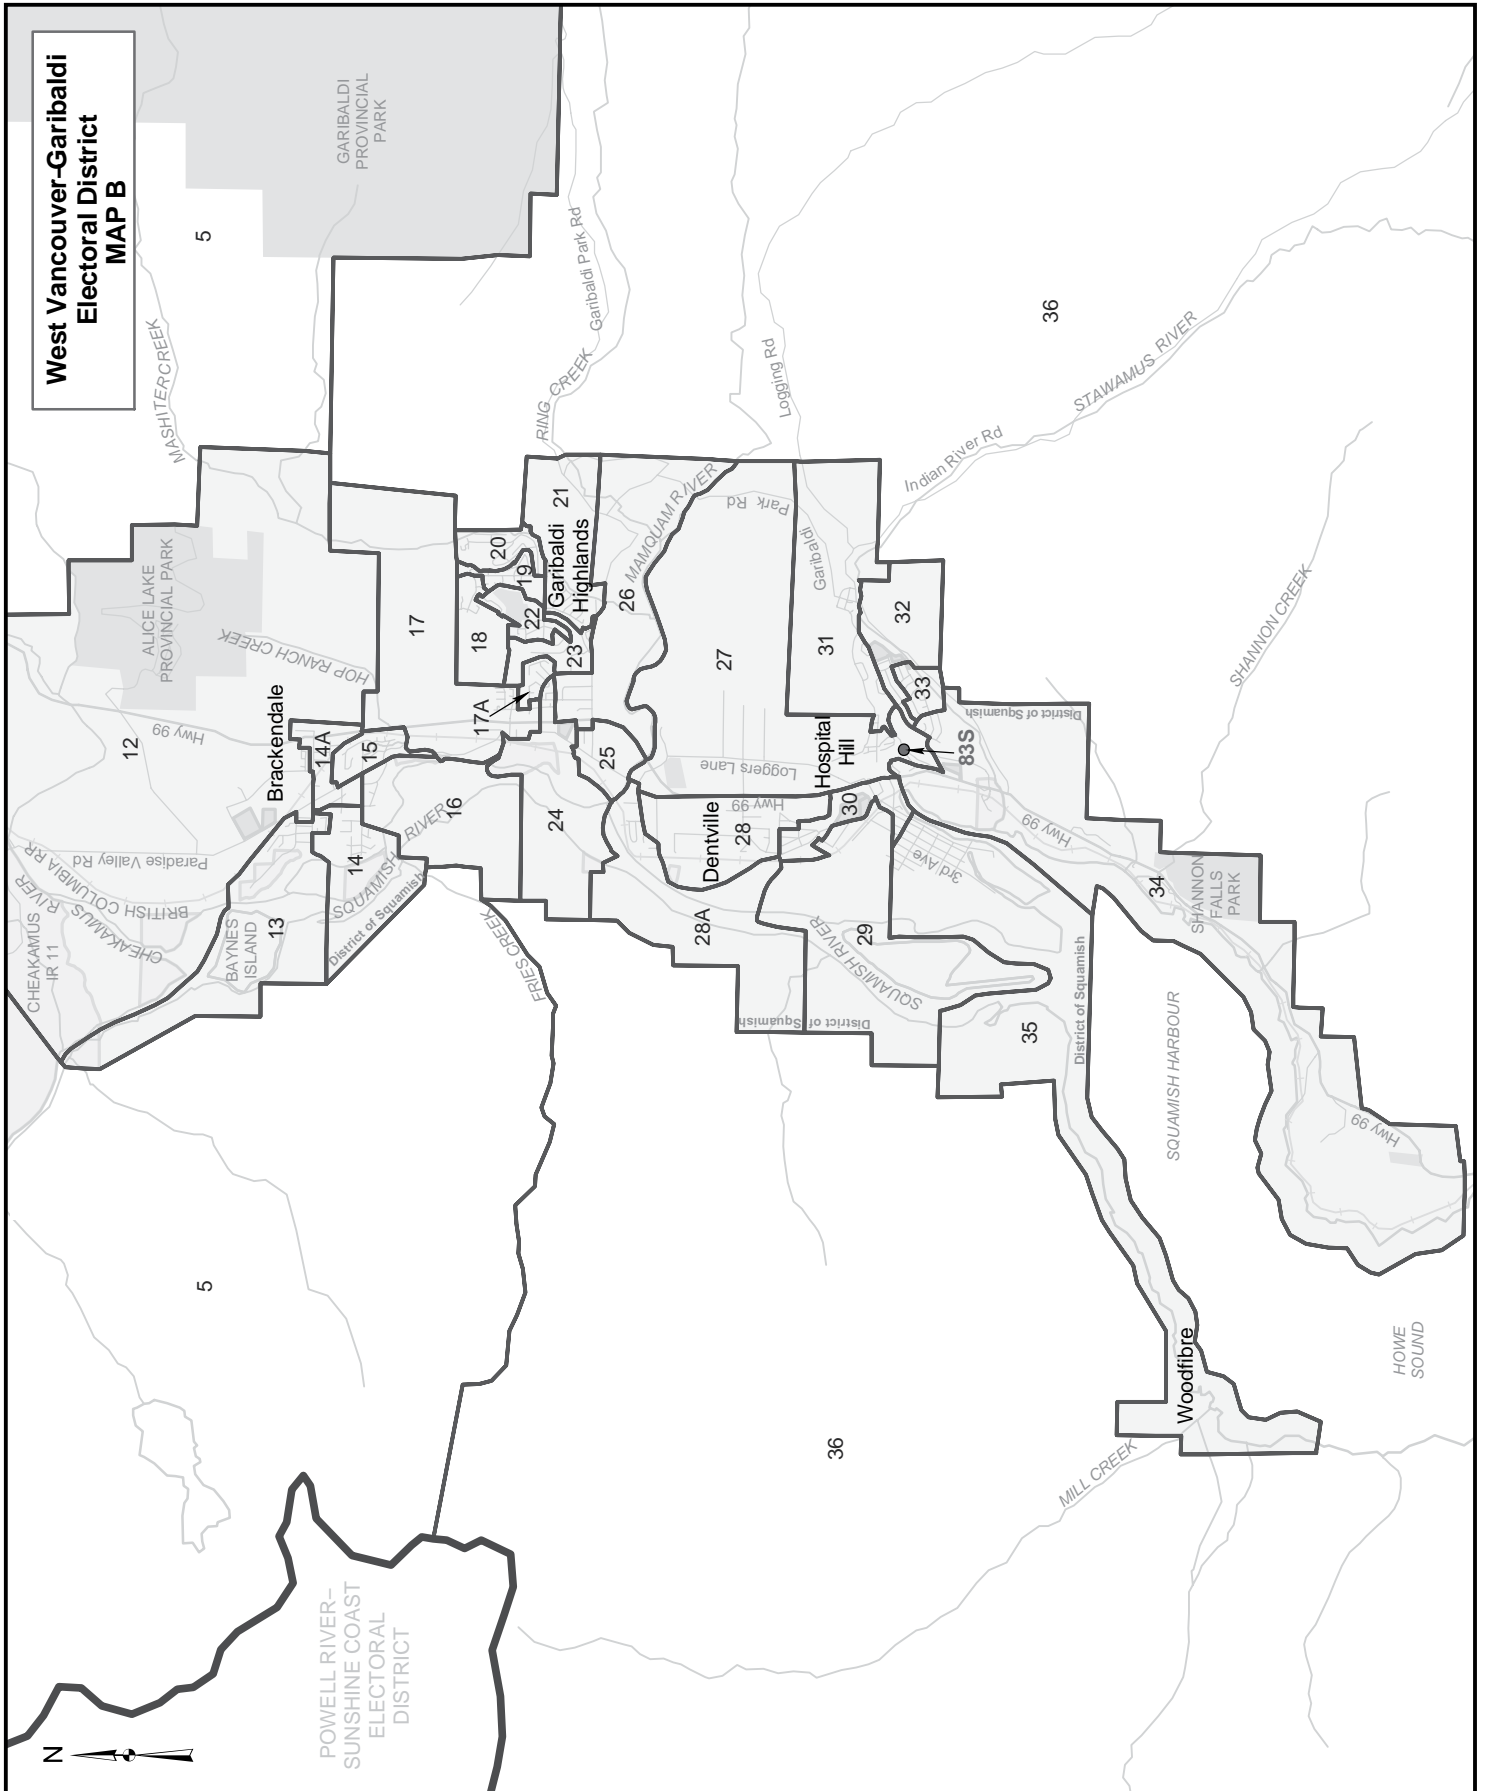 West Vancouver-Garibaldi
Electoral District
MAP B
GARIBALDI
PROVINCIAL
PARK
5
MASHITERCREEK
RING CREEK
Garibaldi Park Rd
Logging Rd
36
STAWAMUS RIVER
Indian River Rd
SHANNON CREEK
ALICE LAKE
PROVINCIAL PARK
HOP RANCH CREEK
12
Hwy 99
Brackendale
14A
15
17
17A
18
19
20
21
22
23
Garibaldi
Highlands
26
MAMQUAM RIVER
Park Rd
Garibaldi
27
31
32
33
83S
Hospital
Hill
District of Squamish
Loggers Lane
25
Hwy 99
Dentville
28
30
3rd Ave
Hwy 99
24
16
RIVER
SQUAMISH
14
District of Squamish
Paradise Valley Rd
BRITISH COLUMBIA RR
CHEAKAMUS RIVER
CHEAKAMUS
IR 11
BAYNES
ISLAND
13
FRIES CREEK
28A
29
SQUAMISH RIVER
District of Squamish
35
District of Squamish
34
SHANNON
FALLS
PARK
SQUAMISH HARBOUR
Hwy 99
5
36
Woodfibre
MILL CREEK
HOWE
SOUND
POWELL RIVER–
SUNSHINE COAST
ELECTORAL
DISTRICT
N